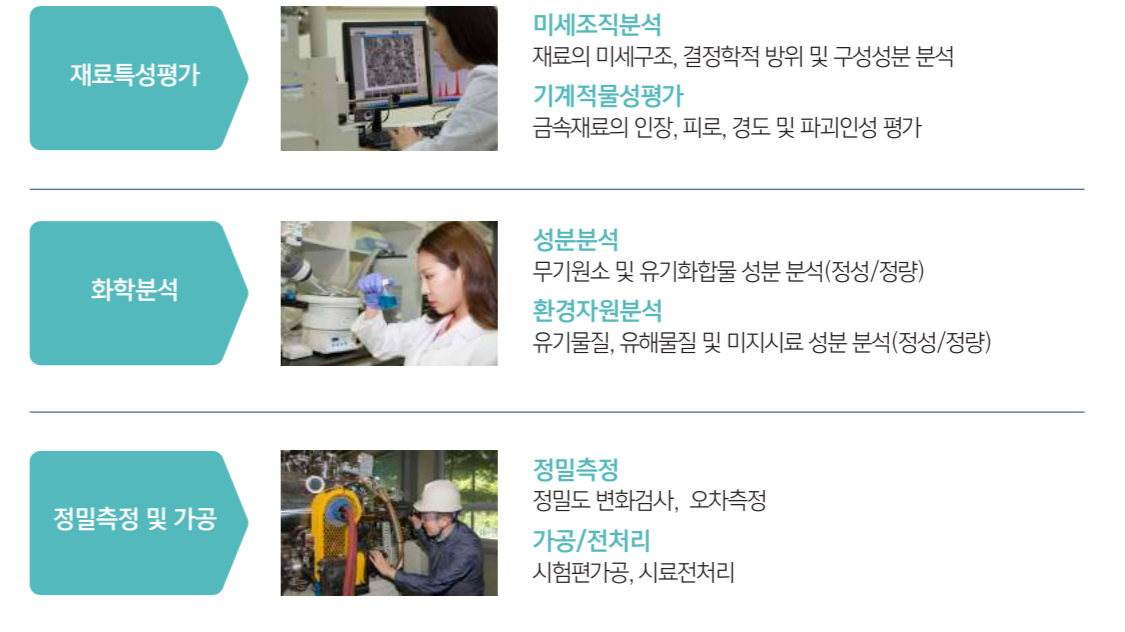 재료특성평가
미세조직분석
재료의 미세구조, 결정학적 방위 및 구성성분 분석
기계적물성평가
금속재료의 인장, 피로, 경도 및 파괴인성 평가
화학분석
성분분석
무기원소 및 유기화합물 성분 분석(정성/정량)
환경자원분석
유기물질, 유해물질 및 미지시료 성분 분석(정성/정량)
정밀측정 및 가공
정밀측정
정밀도 변화검사, 오차측정
가공/전처리
시험편가공, 시료전처리